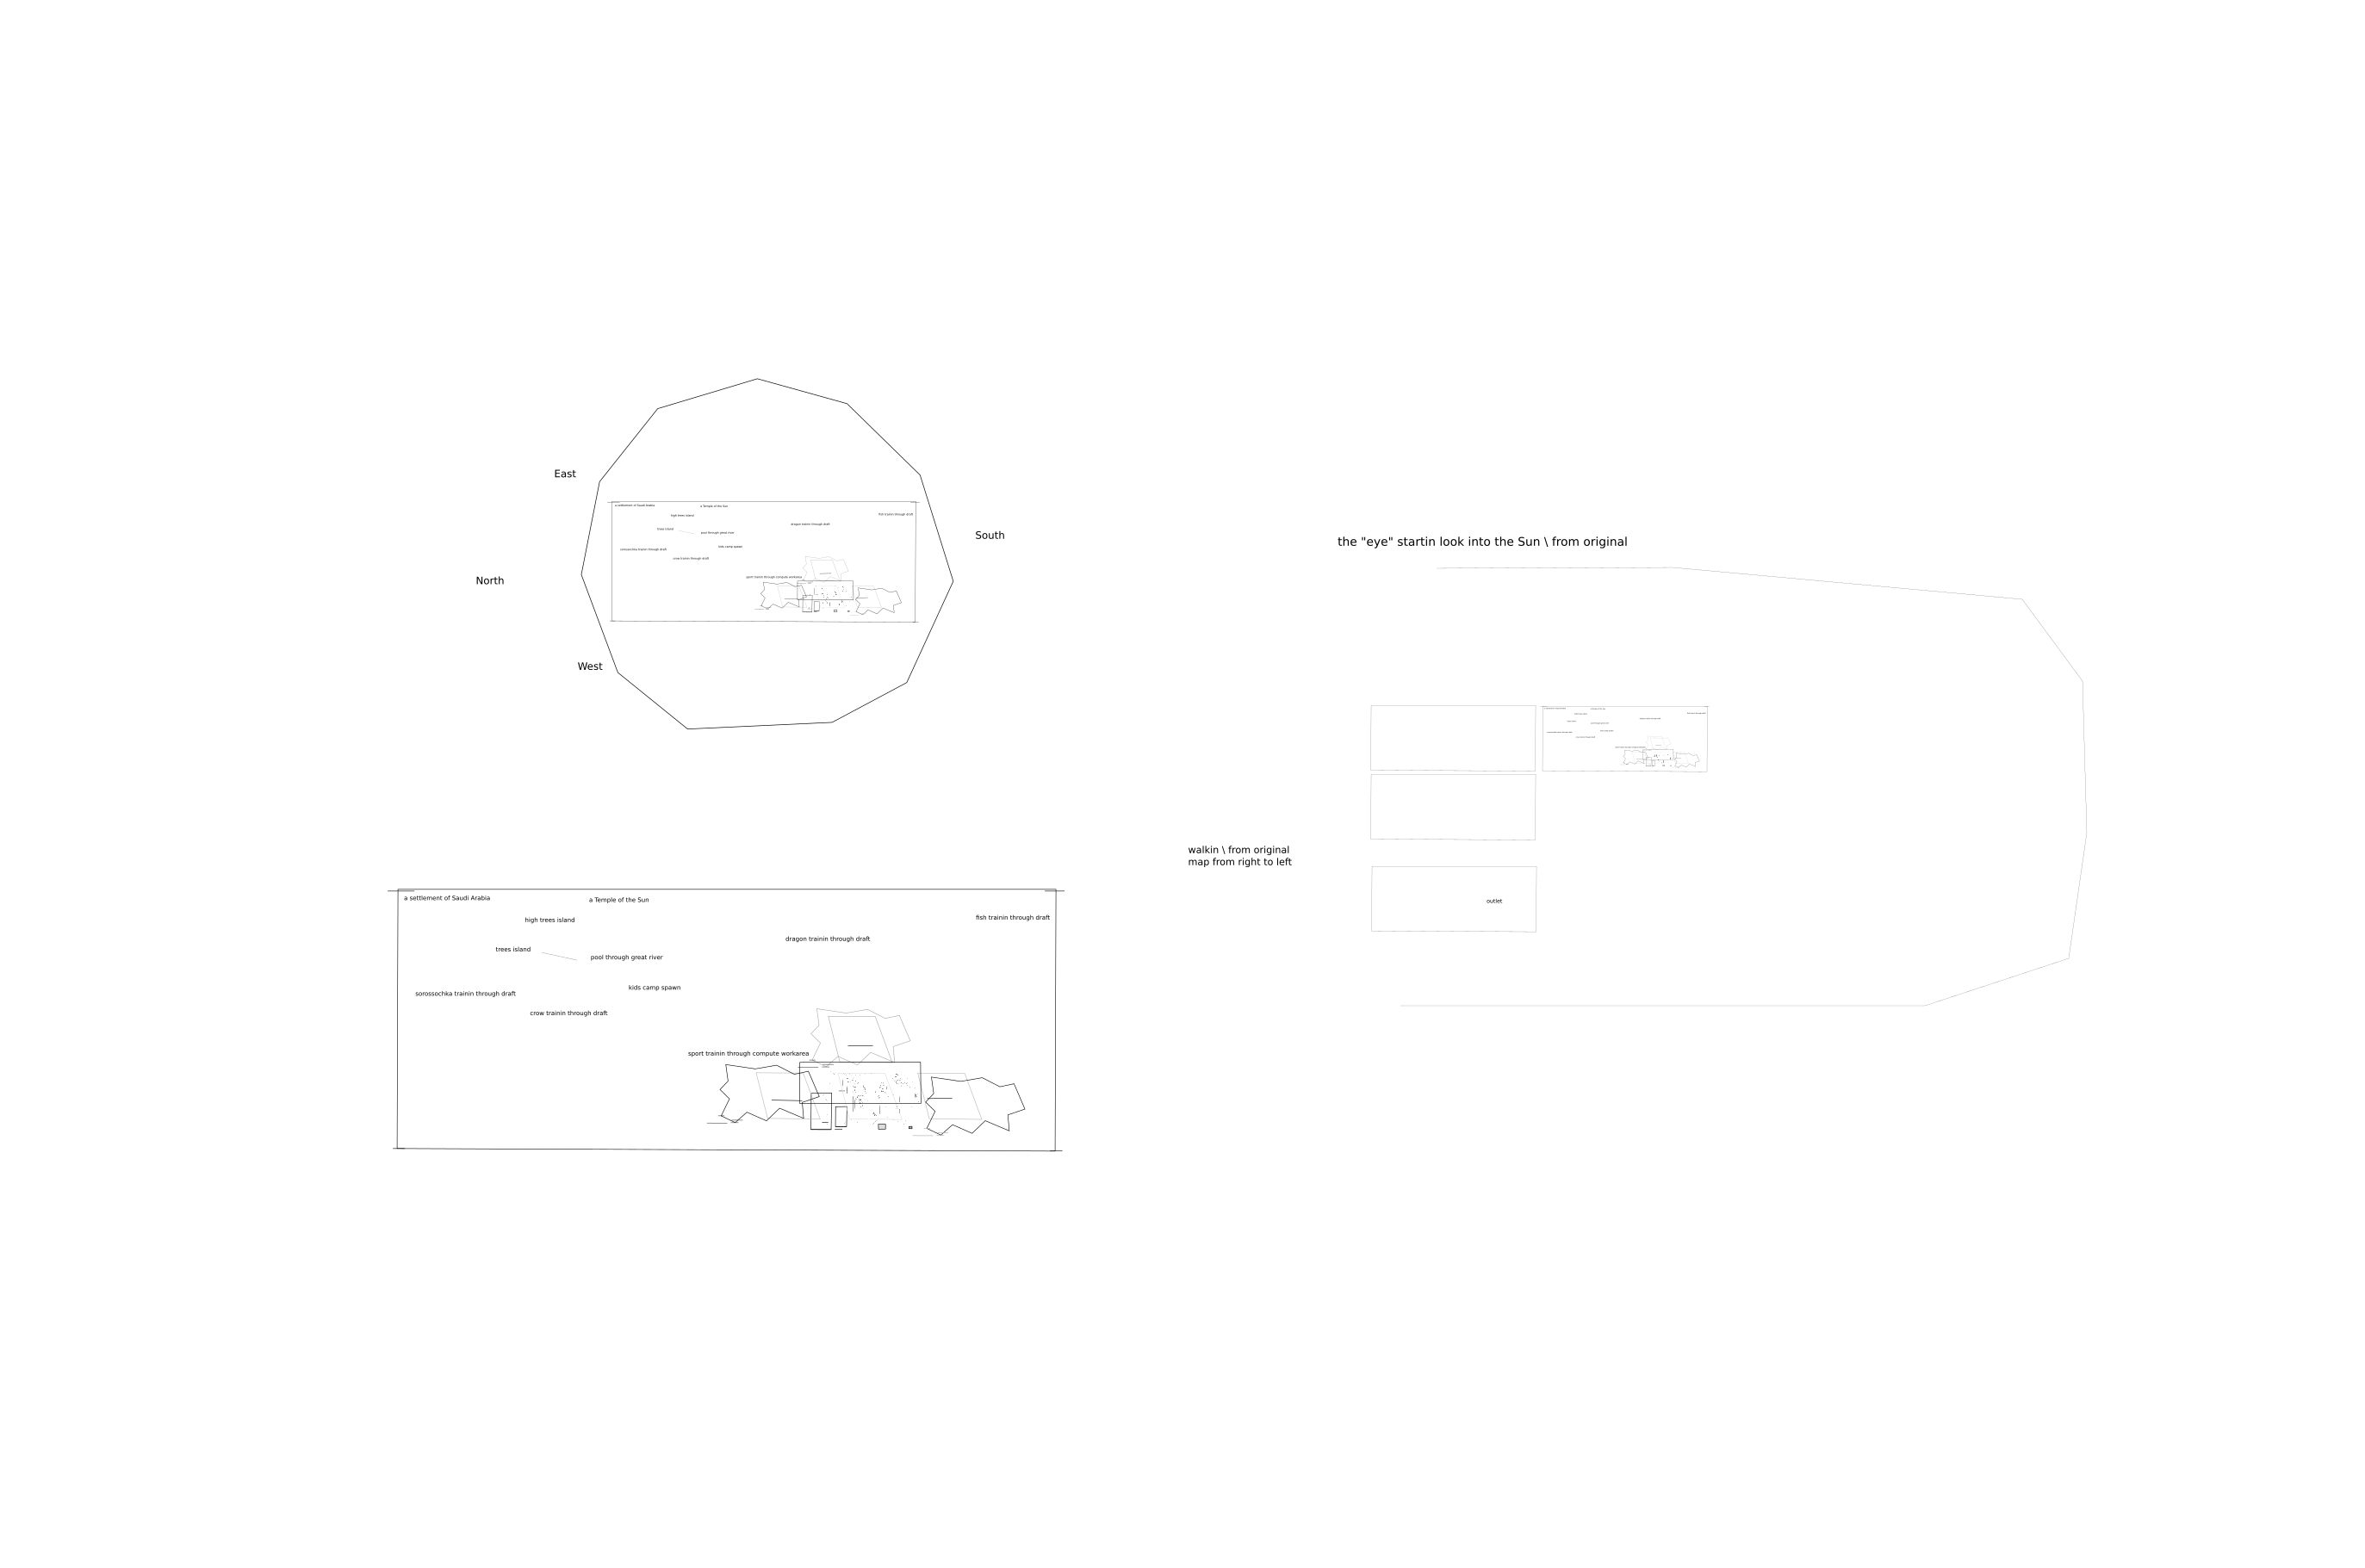 East
a settlement of Saudi Arabia
a Temple of the Sun
high trees island
fish trainin through draft
dragon trainin through draft
trees island
pool through great river
South
kids camp spawn
sorossochka trainin through draft
crow trainin through draft
sport trainin through compute workarea
North
West
the "eye" startin look into the Sun \ from original
walkin \ from original
map from right to left
outlet
a settlement of Saudi Arabia
a Temple of the Sun
high trees island
fish trainin through draft
dragon trainin through draft
trees island
pool through great river
kids camp spawn
sorossochka trainin through draft
crow trainin through draft
sport trainin through compute workarea